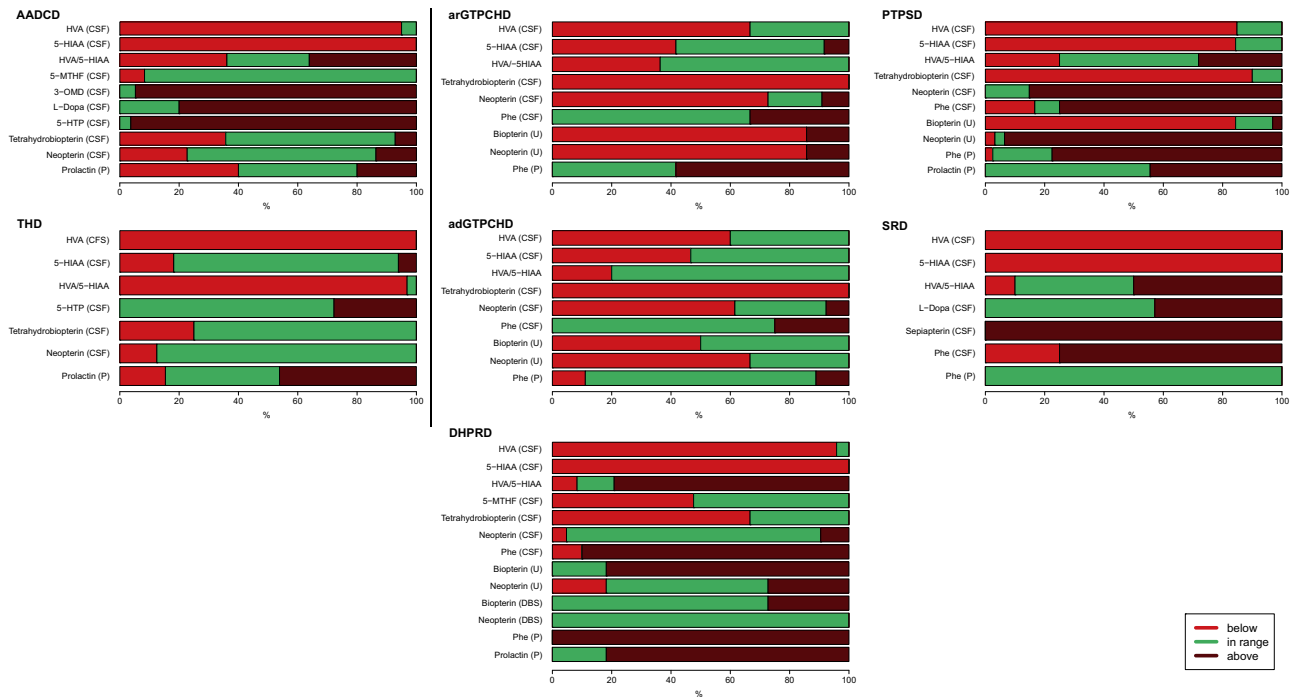 AADCD
HVA (CSF)
5−HIAA (CSF)
HVA/5−HIAA
5−MTHF (CSF)
3−OMD (CSF)
L−Dopa (CSF)
5−HTP (CSF)
Tetrahydrobiopterin (CSF)
Neopterin (CSF)
Prolactin (P)
0 20 40 60 80 100
%
arGTPCHD
HVA (CSF)
5−HIAA (CSF)
HVA/−5HIAA
Tetrahydrobiopterin (CSF)
Neopterin (CSF)
Phe (CSF)
Biopterin (U)
Neopterin (U)
Phe (P)
0 20 40 60 80 100
%
PTPSD
HVA (CSF)
5−HIAA (CSF)
HVA/5−HIAA
Tetrahydrobiopterin (CSF)
Neopterin (CSF)
Phe (CSF)
Biopterin (U)
Neopterin (U)
Phe (P)
Prolactin (P)
0 20 40 60 80 100
%
THD
HVA (CFS)
5−HIAA (CSF)
HVA/5−HIAA
5−HTP (CSF)
Tetrahydrobiopterin (CSF)
Neopterin (CSF)
Prolactin (P)
0 20 40 60 80 100
%
adGTPCHD
HVA (CSF)
5−HIAA (CSF)
HVA/5−HIAA
Tetrahydrobiopterin (CSF)
Neopterin (CSF)
Phe (CSF)
Biopterin (U)
Neopterin (U)
Phe (P)
0 20 40 60 80 100
%
SRD
HVA (CSF)
5−HIAA (CSF)
HVA/5−HIAA
L−Dopa (CSF)
Sepiapterin (CSF)
Phe (CSF)
Phe (P)
0 20 40 60 80 100
%
DHPRD
HVA (CSF)
5−HIAA (CSF)
HVA/5−HIAA
5−MTHF (CSF)
Tetrahydrobiopterin (CSF)
Neopterin (CSF)
Phe (CSF)
Biopterin (U)
Neopterin (U)
Biopterin (DBS)
Neopterin (DBS)
Phe (P)
Prolactin (P)
0 20 40 60 80 100
%
below
in range
above